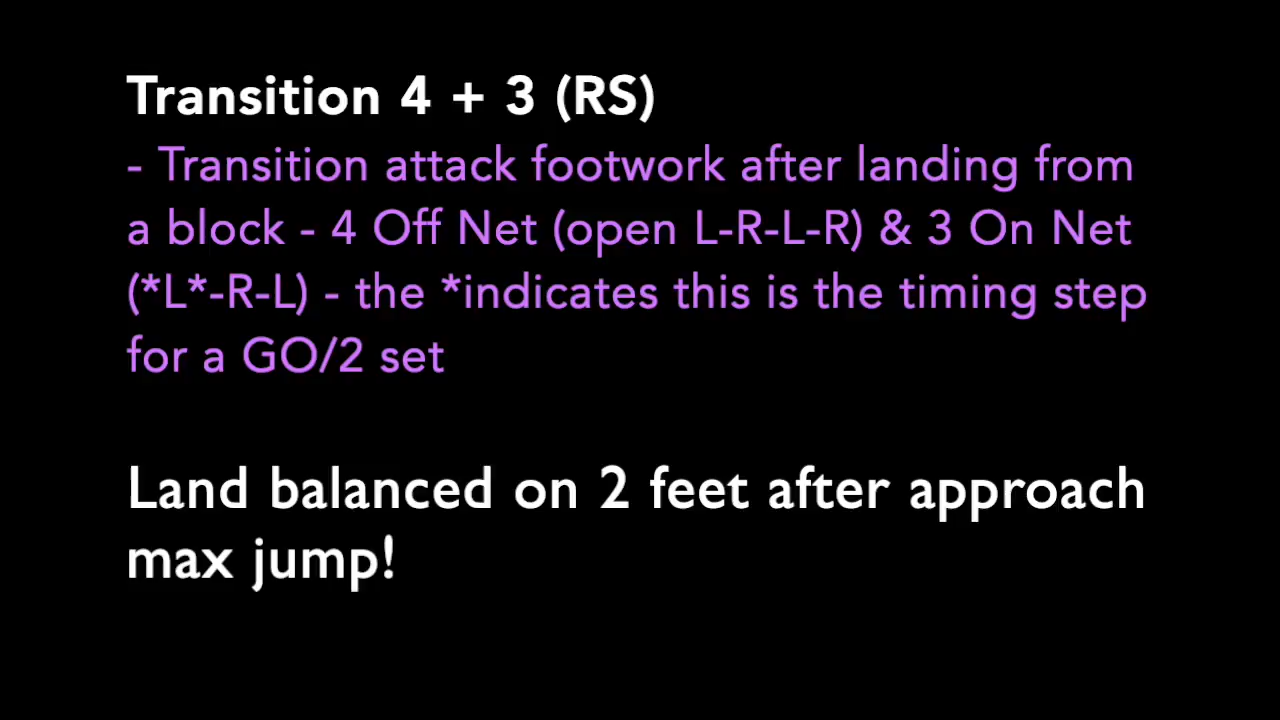 Transition 4 + 3 (RS)
- Transition attack footwork after landing from
a block - 4 Off Net (open L-R-L-R) & 3 On Net
(*L*-R-L) - the *indicates this is the timing step
for a GO/2 set
Land balanced on 2 feet after approach
max jump!